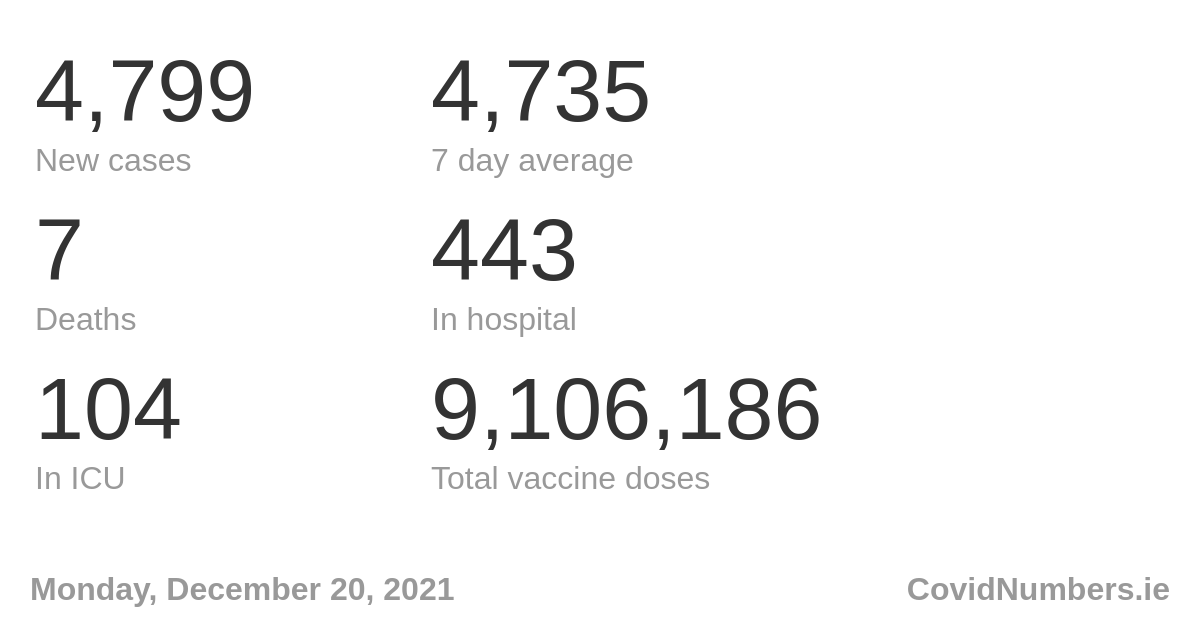 4,799 4,735
New cases 7 day average
7 443
Deaths In hospital
104 9,106,186
In ICU Total vaccine doses
Monday, December 20, 2021 CovidNumbers.ie